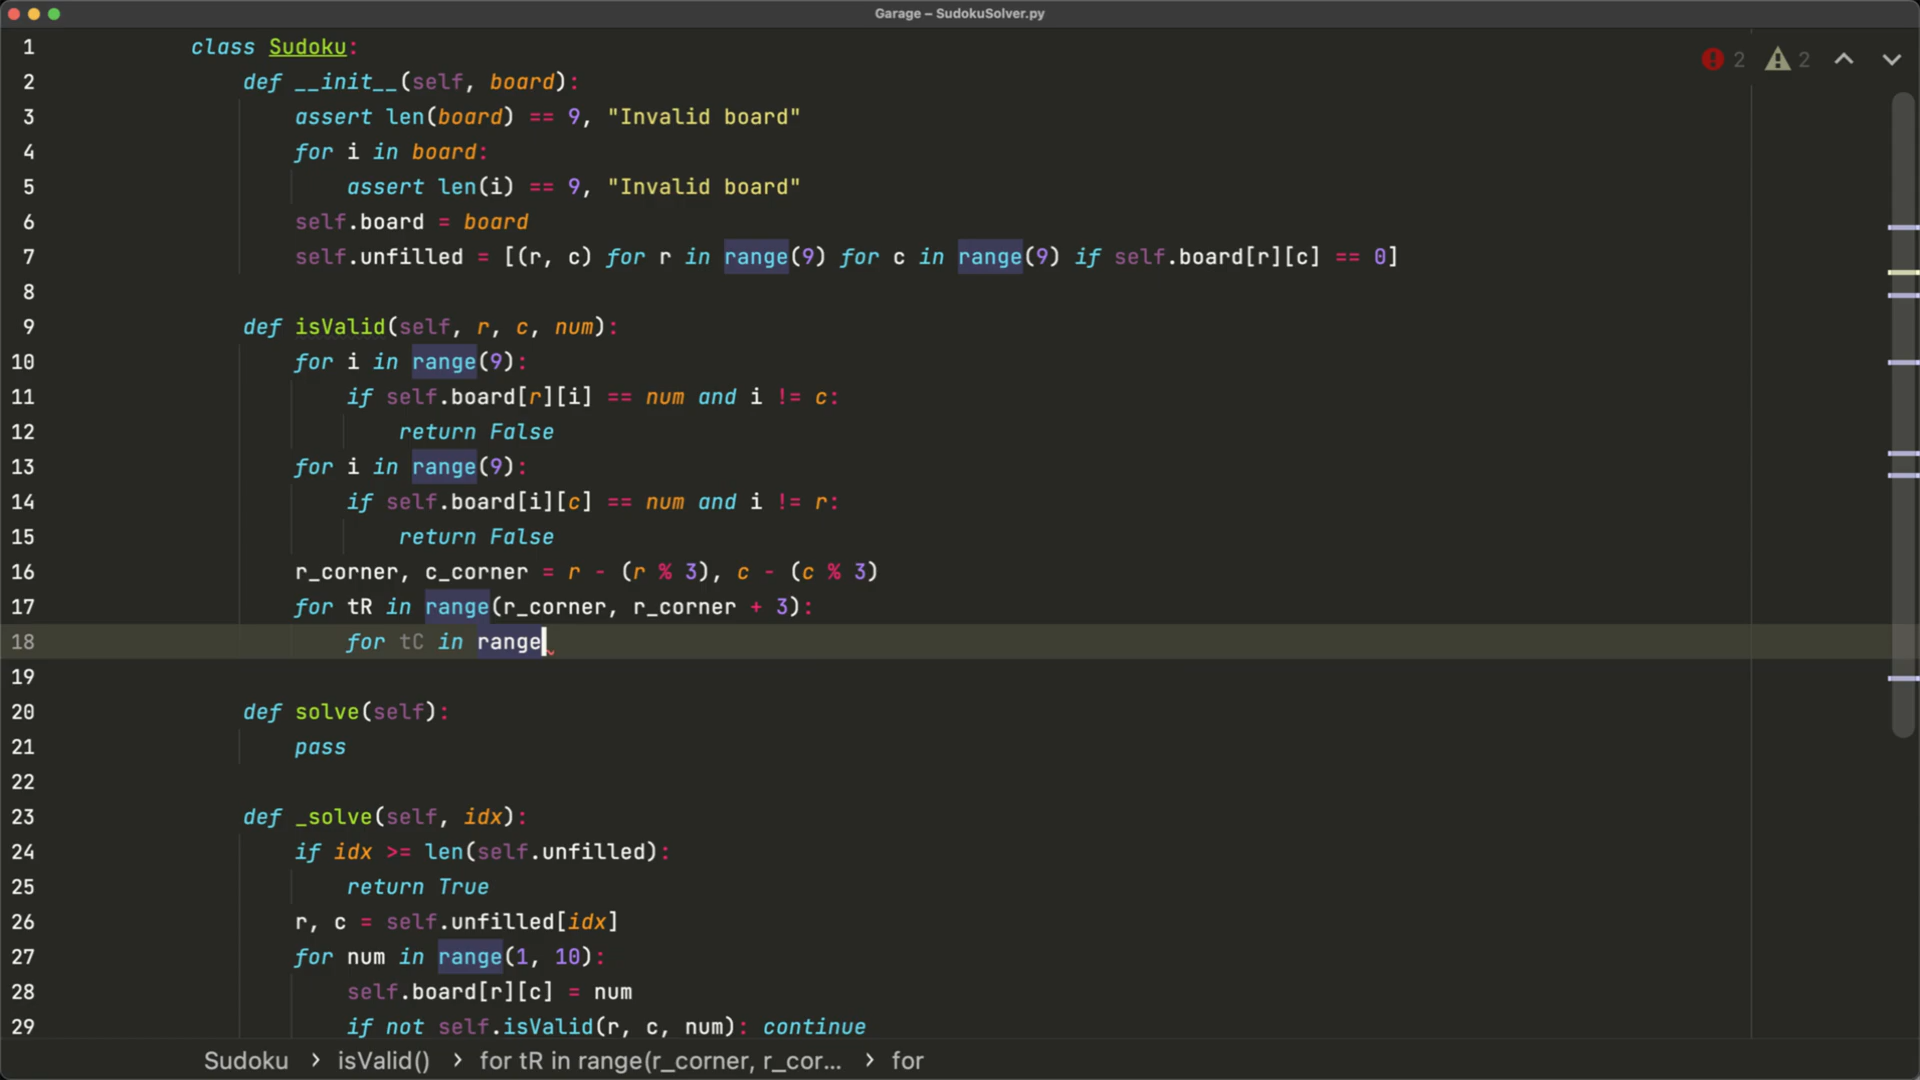 Garage – SudokuSolver.py
2 2
1 class Sudoku:
2 def __init__(self, board):
3 assert len(board) == 9, "Invalid board"
4 for i in board:
5 assert len(i) == 9, "Invalid board"
6 self.board = board
7 self.unfilled = [(r, c) for r in range(9) for c in range(9) if self.board[r][c] == 0]
8
9 def isValid(self, r, c, num):
10 for i in range(9):
11 if self.board[r][i] == num and i != c:
12 return False
13 for i in range(9):
14 if self.board[i][c] == num and i != r:
15 return False
16 r_corner, c_corner = r - (r % 3), c - (c % 3)
17 for tR in range(r_corner, r_corner + 3):
18 for tC in range
19
20 def solve(self):
21 pass
22
23 def _solve(self, idx):
24 if idx >= len(self.unfilled):
25 return True
26 r, c = self.unfilled[idx]
27 for num in range(1, 10):
28 self.board[r][c] = num
29 if not self.isValid(r, c, num): continue
Sudoku › isValid() › for tR in range(r_corner, r_cor... › for